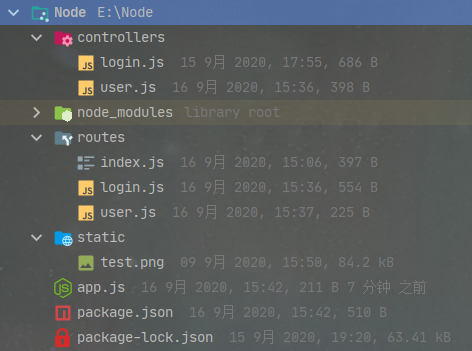 Node E:\Node
controllers
login.js 15 9月 2020, 17:55, 686 B
user.js 16 9月 2020, 15:36, 398 B
node_modules library root
routes
index.js 16 9月 2020, 15:06, 397 B
login.js 16 9月 2020, 15:36, 554 B
user.js 16 9月 2020, 15:37, 225 B
static
test.png 09 9月 2020, 15:50, 84.2 kB
app.js 16 9月 2020, 15:42, 211 B 7 分钟 之前
package.json 16 9月 2020, 15:42, 510 B
package-lock.json 15 9月 2020, 19:20, 63.41 kB